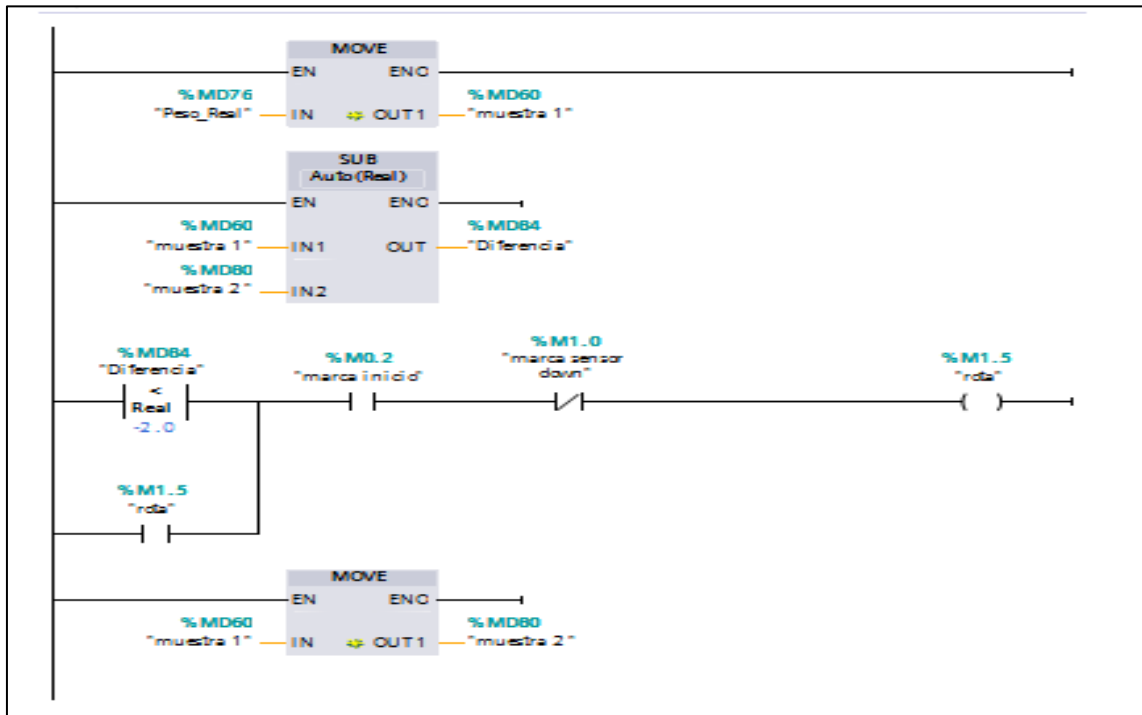 MOVE
EN ENO
%MD76 %MD60
"Peso_Real" IN OUT1 "muestra 1"
SUB
Auto (Real)
EN ENO
%MD60 %MD84
"muestra 1" IN1 OUT "Diferencia"
%MD80
"muestra 2" IN2
%MD84 %M0.2 %M1.0 %M1.5
"Diferencia" "marca inicio" "marca sensor down" "rota"
<
Real
-2.0
%M1.5
"rota"
MOVE
EN ENO
%MD60 %MD80
"muestra 1" IN OUT1 "muestra 2"